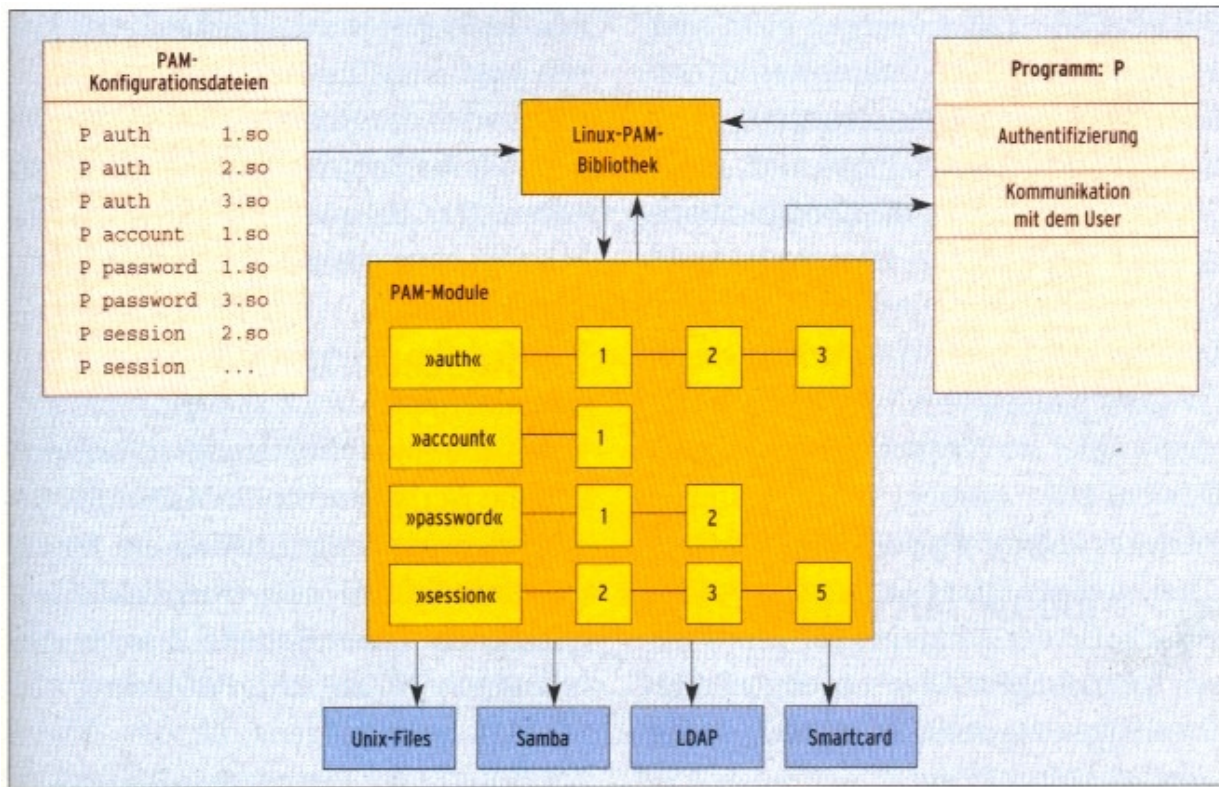 PAM-
Konfigurationsdateien
P auth 1.so
P auth 2.so
P auth 3.so
P account 1.so
P password 1.so
P password 3.so
P session 2.so
P session ...
Linux-PAM-
Bibliothek
Programm: P
Authentifizierung
Kommunikation
mit dem User
PAM-Module
»auth« 1 2 3
»account« 1
»password« 1 2
»session« 2 3 5
Unix-Files Samba LDAP Smartcard